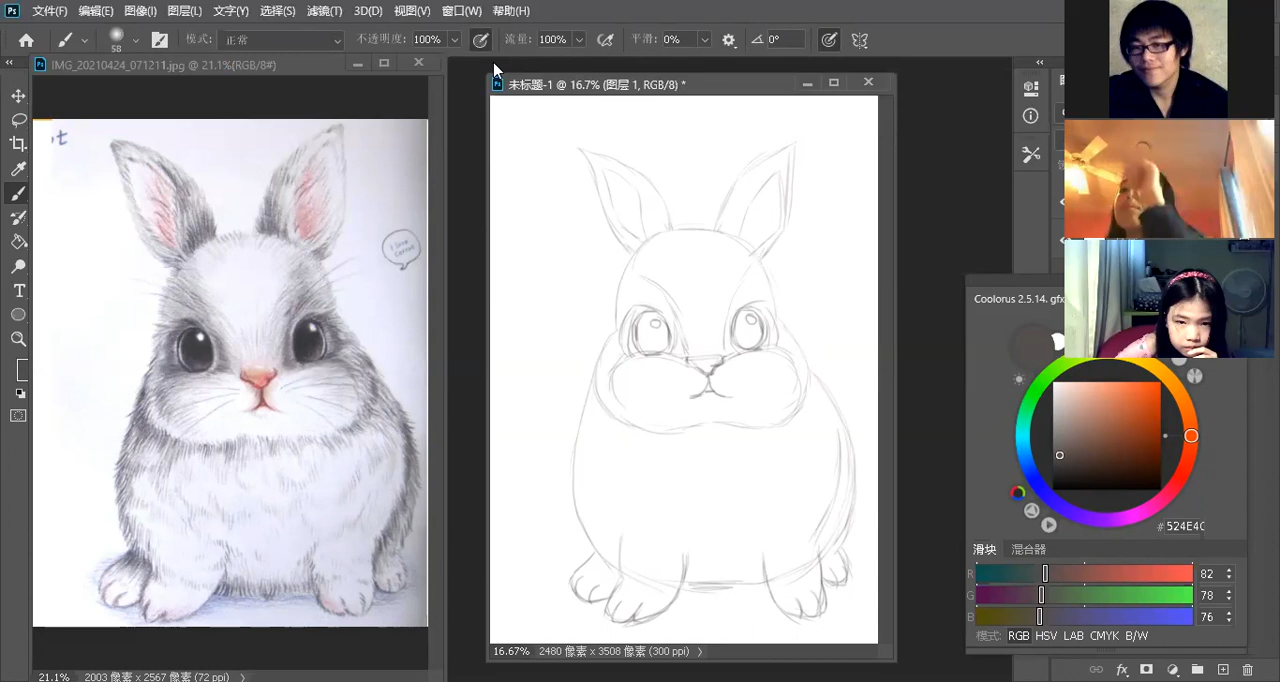 Ps 文件(F) 编辑(E) 图像(I) 图层(L) 文字(Y) 选择(S) 滤镜(T) 3D(D) 视图(V) 窗口(W) 帮助(H)
58 模式: 正常 不透明度: 100% 流量: 100% 平滑: 0% 0°
IMG_20210424_071211.jpg @ 21.1%(RGB/8#)
未标题-1 @ 16.7% (图层 1, RGB/8) *
I love
Carrot
Coolorus 2.5.14. gfx
# 524E4C
滑块 混合器
R 82
G 78
B 76
模式: RGB HSV LAB CMYK B/W
16.67% 2480 像素 x 3508 像素 (300 ppi)
21.1% 2003 像素 x 2567 像素 (72 ppi)